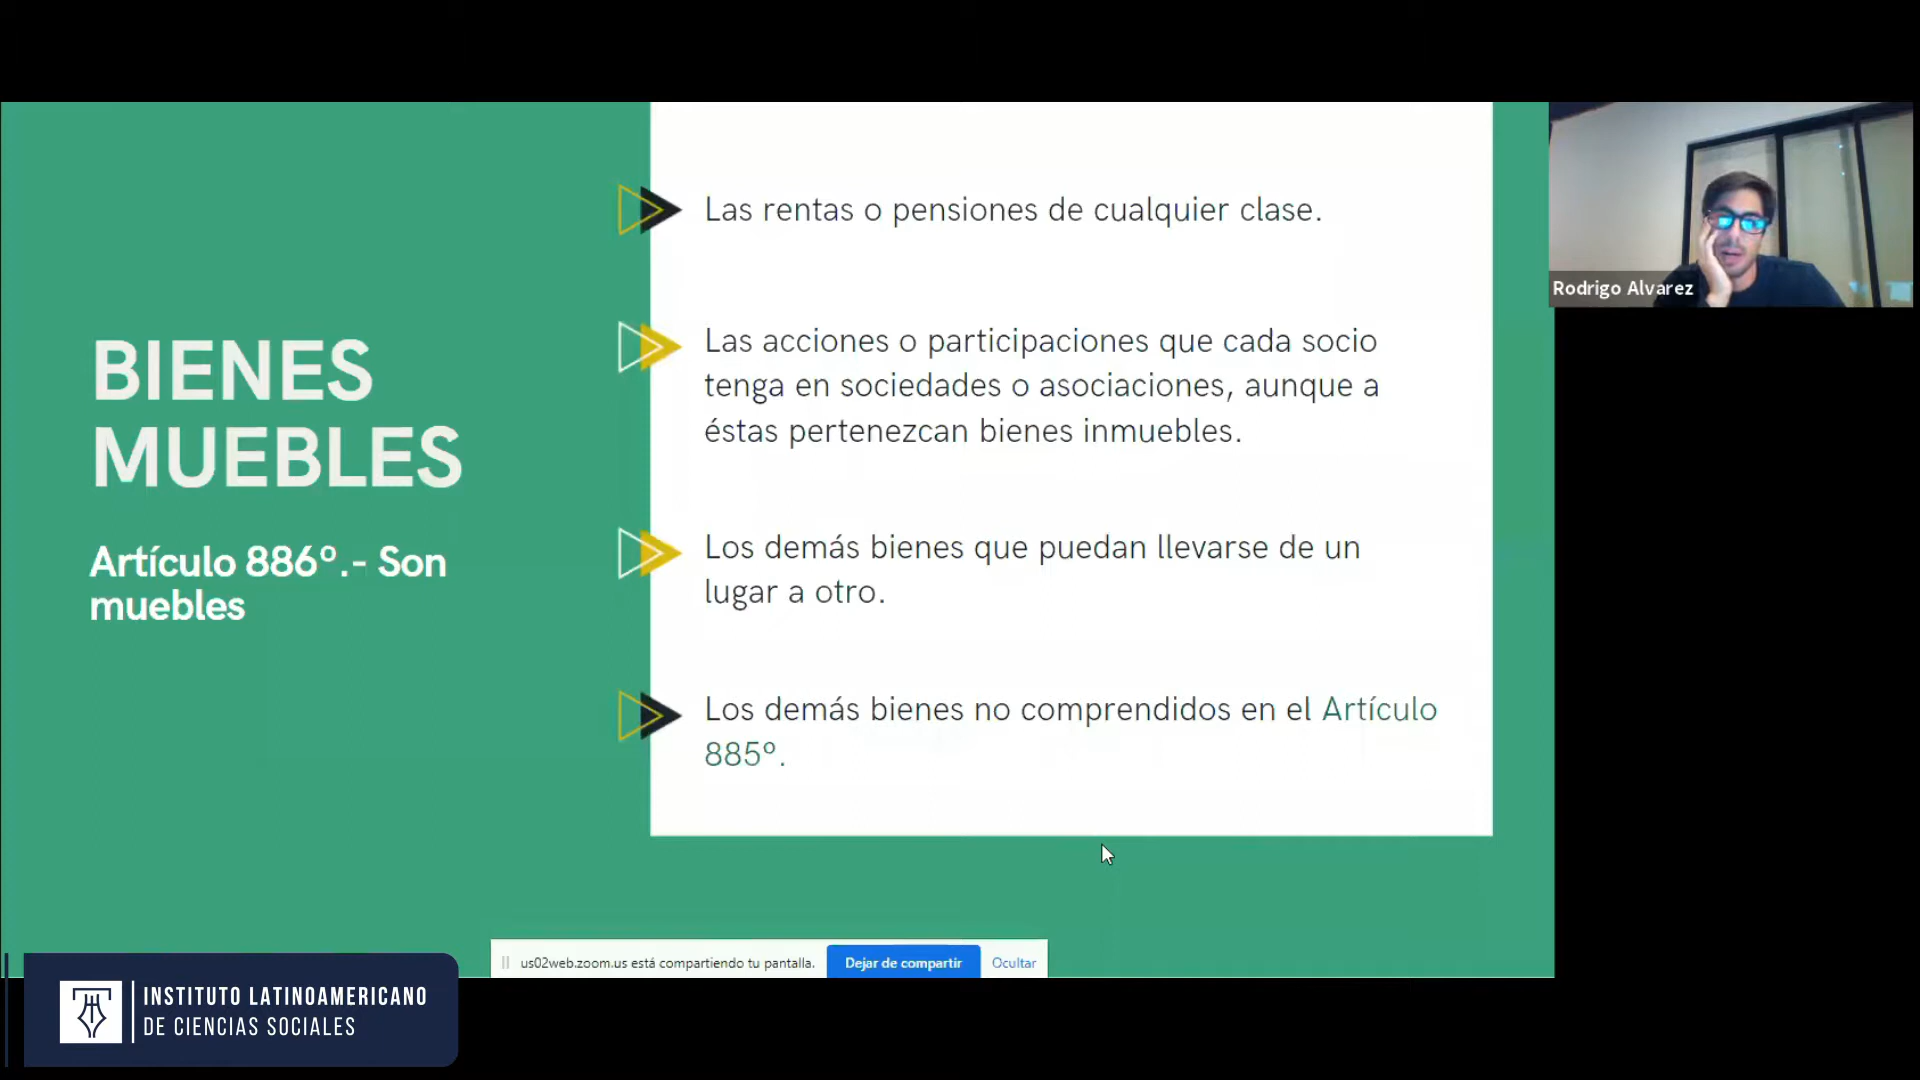 BIENES
MUEBLES
Artículo 886º.- Son
muebles
Las rentas o pensiones de cualquier clase.
Las acciones o participaciones que cada socio
tenga en sociedades o asociaciones, aunque a
éstas pertenezcan bienes inmuebles.
Los demás bienes que puedan llevarse de un
lugar a otro.
Los demás bienes no comprendidos en el Artículo
885º.
Rodrigo Alvarez
us02web.zoom.us está compartiendo tu pantalla.
Dejar de compartir
Ocultar
INSTITUTO LATINOAMERICANO
DE CIENCIAS SOCIALES